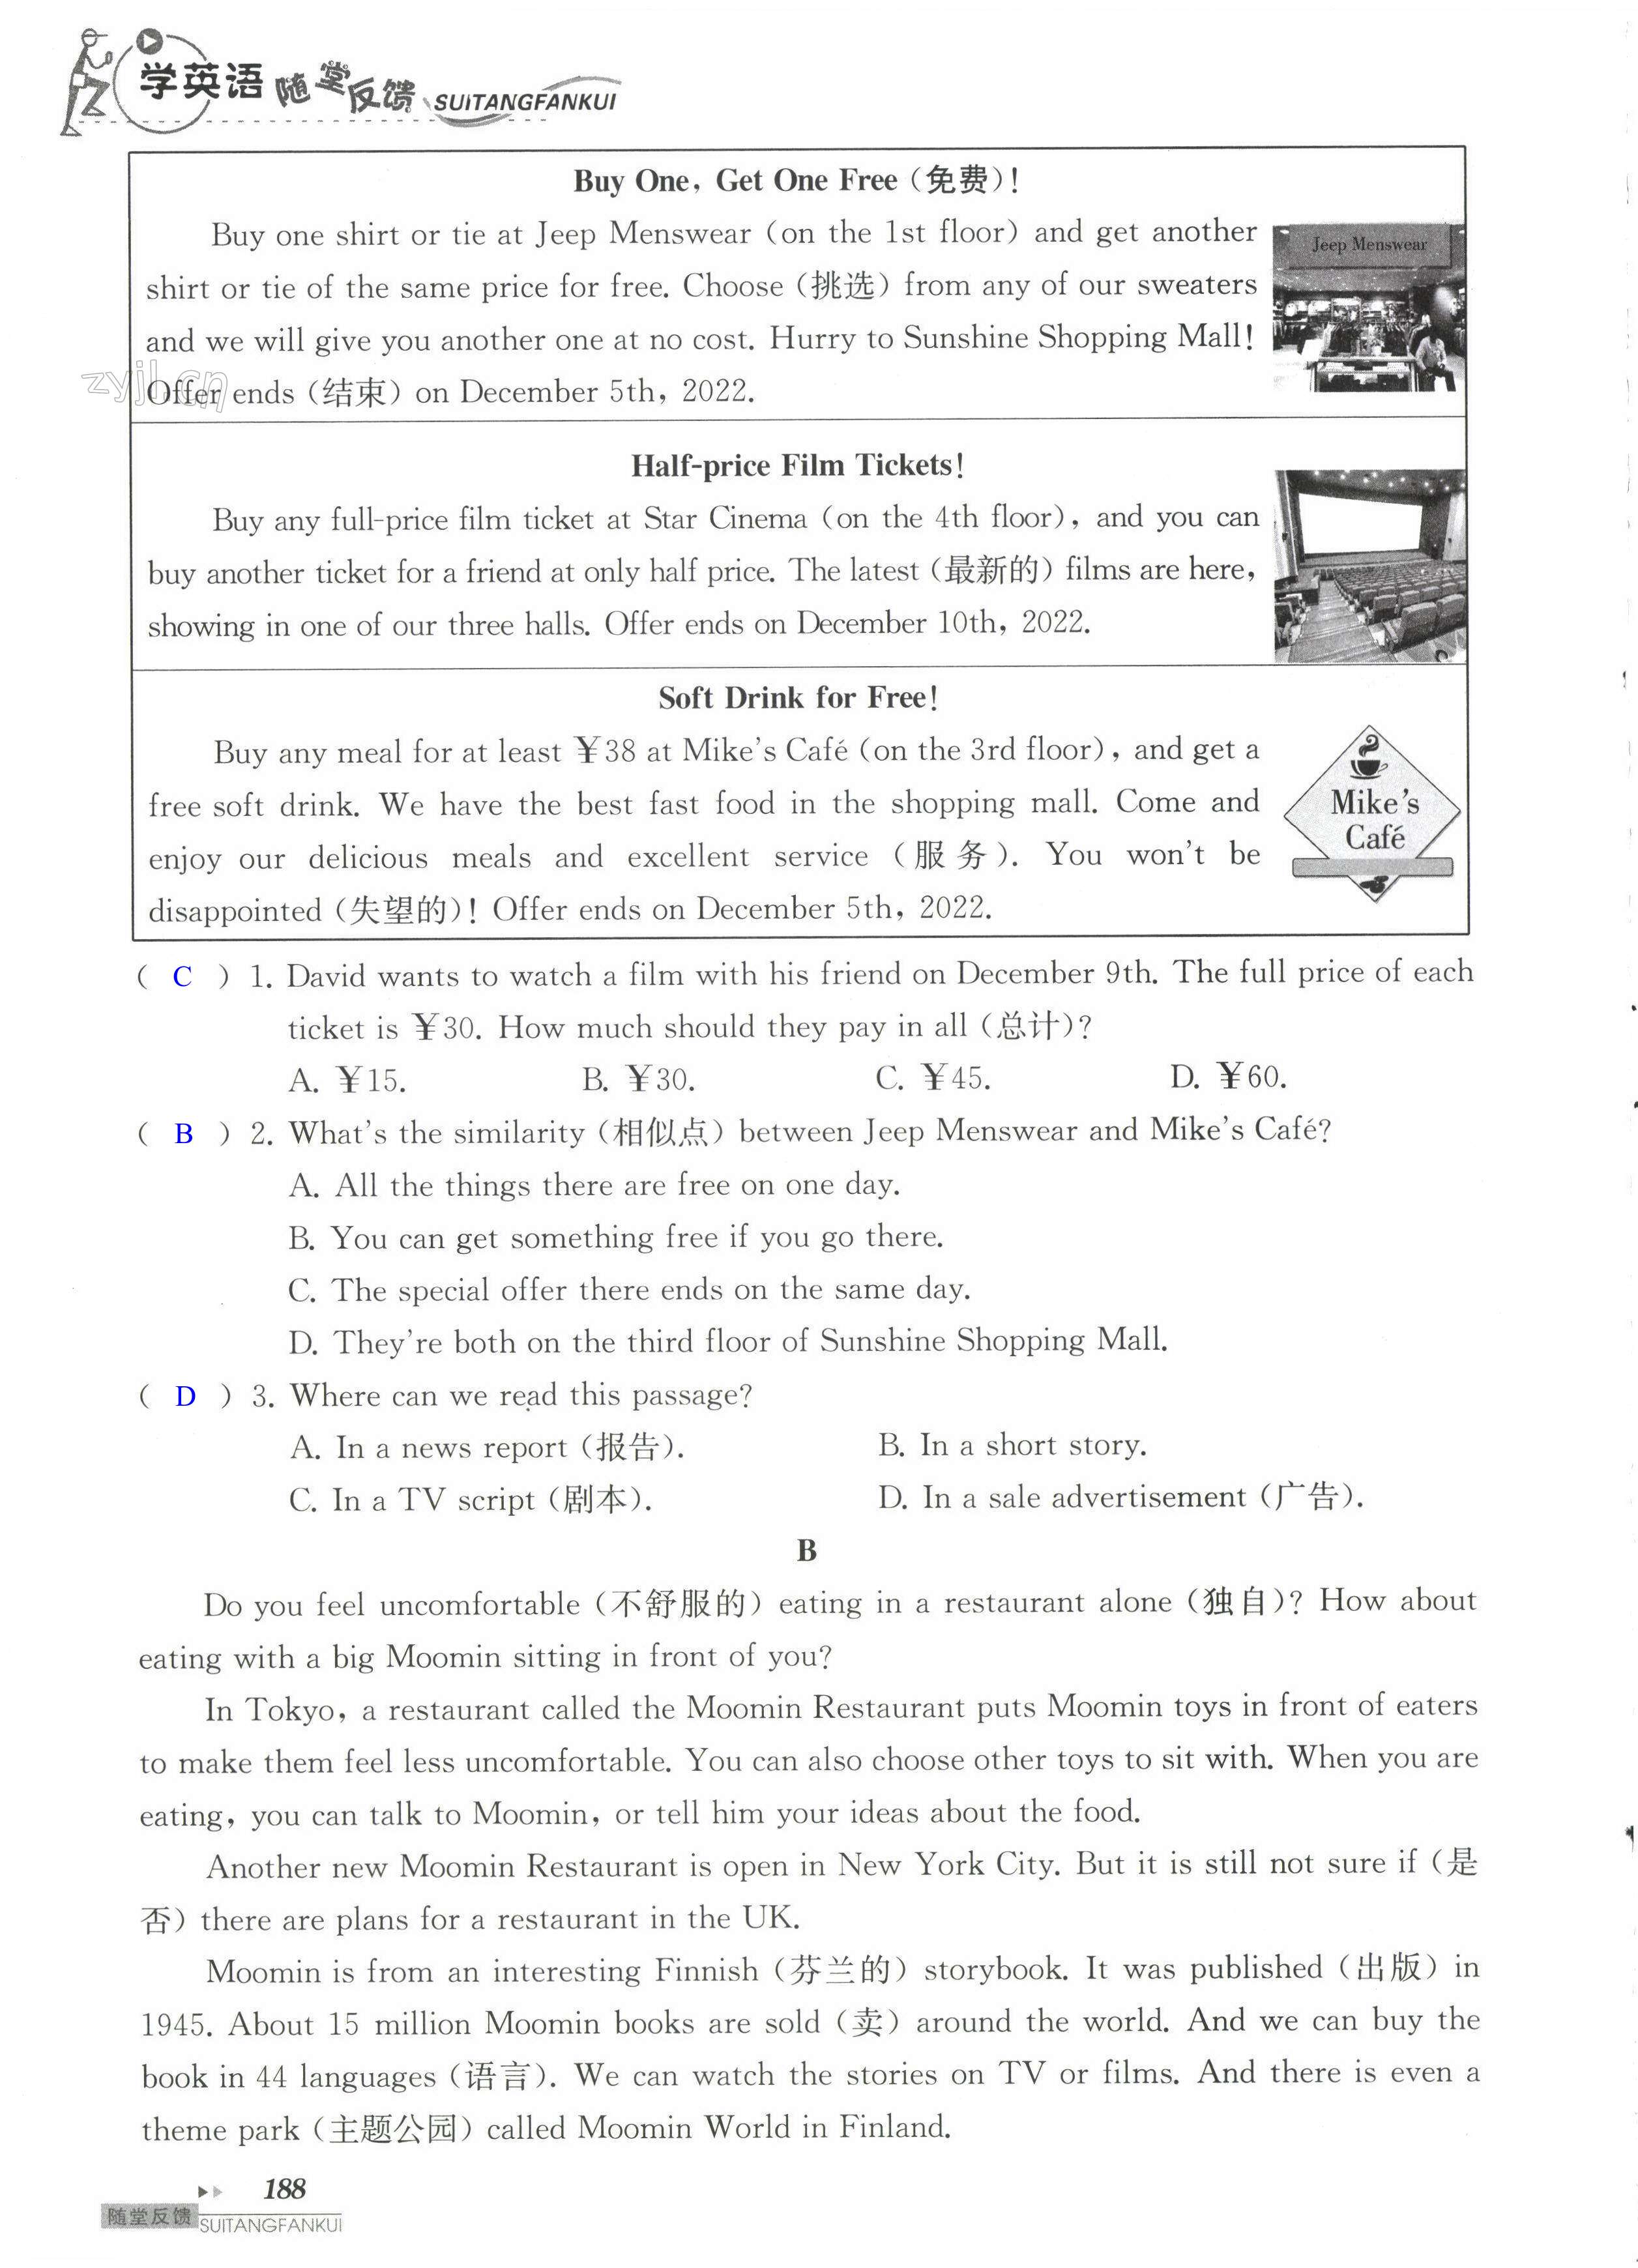 学英语随堂反馈 SUITANGFANKUI
Buy One, Get One Free（免费）!
Buy one shirt or tie at Jeep Menswear (on the 1st floor) and get another
shirt or tie of the same price for free. Choose（挑选）from any of our sweaters
and we will give you another one at no cost. Hurry to Sunshine Shopping Mall!
Offer ends（结束）on December 5th, 2022.
Jeep Menswear
zyjl.cn
Half-price Film Tickets!
Buy any full-price film ticket at Star Cinema (on the 4th floor), and you can
buy another ticket for a friend at only half price. The latest（最新的）films are here,
showing in one of our three halls. Offer ends on December 10th, 2022.
Soft Drink for Free!
Buy any meal for at least ￥38 at Mike's Café (on the 3rd floor), and get a
free soft drink. We have the best fast food in the shopping mall. Come and
enjoy our delicious meals and excellent service（服务）. You won't be
disappointed（失望的）! Offer ends on December 5th, 2022.
Mike's
Café
( C ) 1. David wants to watch a film with his friend on December 9th. The full price of each
ticket is ￥30. How much should they pay in all（总计）?
A. ￥15. B. ￥30. C. ￥45. D. ￥60.
( B ) 2. What's the similarity（相似点）between Jeep Menswear and Mike's Café?
A. All the things there are free on one day.
B. You can get something free if you go there.
C. The special offer there ends on the same day.
D. They're both on the third floor of Sunshine Shopping Mall.
( D ) 3. Where can we read this passage?
A. In a news report（报告）. B. In a short story.
C. In a TV script（剧本）. D. In a sale advertisement（广告）.
B
Do you feel uncomfortable（不舒服的）eating in a restaurant alone（独自）? How about
eating with a big Moomin sitting in front of you?
In Tokyo, a restaurant called the Moomin Restaurant puts Moomin toys in front of eaters
to make them feel less uncomfortable. You can also choose other toys to sit with. When you are
eating, you can talk to Moomin, or tell him your ideas about the food.
Another new Moomin Restaurant is open in New York City. But it is still not sure if（是
否）there are plans for a restaurant in the UK.
Moomin is from an interesting Finnish（芬兰的）storybook. It was published（出版）in
1945. About 15 million Moomin books are sold（卖）around the world. And we can buy the
book in 44 languages（语言）. We can watch the stories on TV or films. And there is even a
theme park（主题公园）called Moomin World in Finland.
188
随堂反馈 SUITANGFANKUI